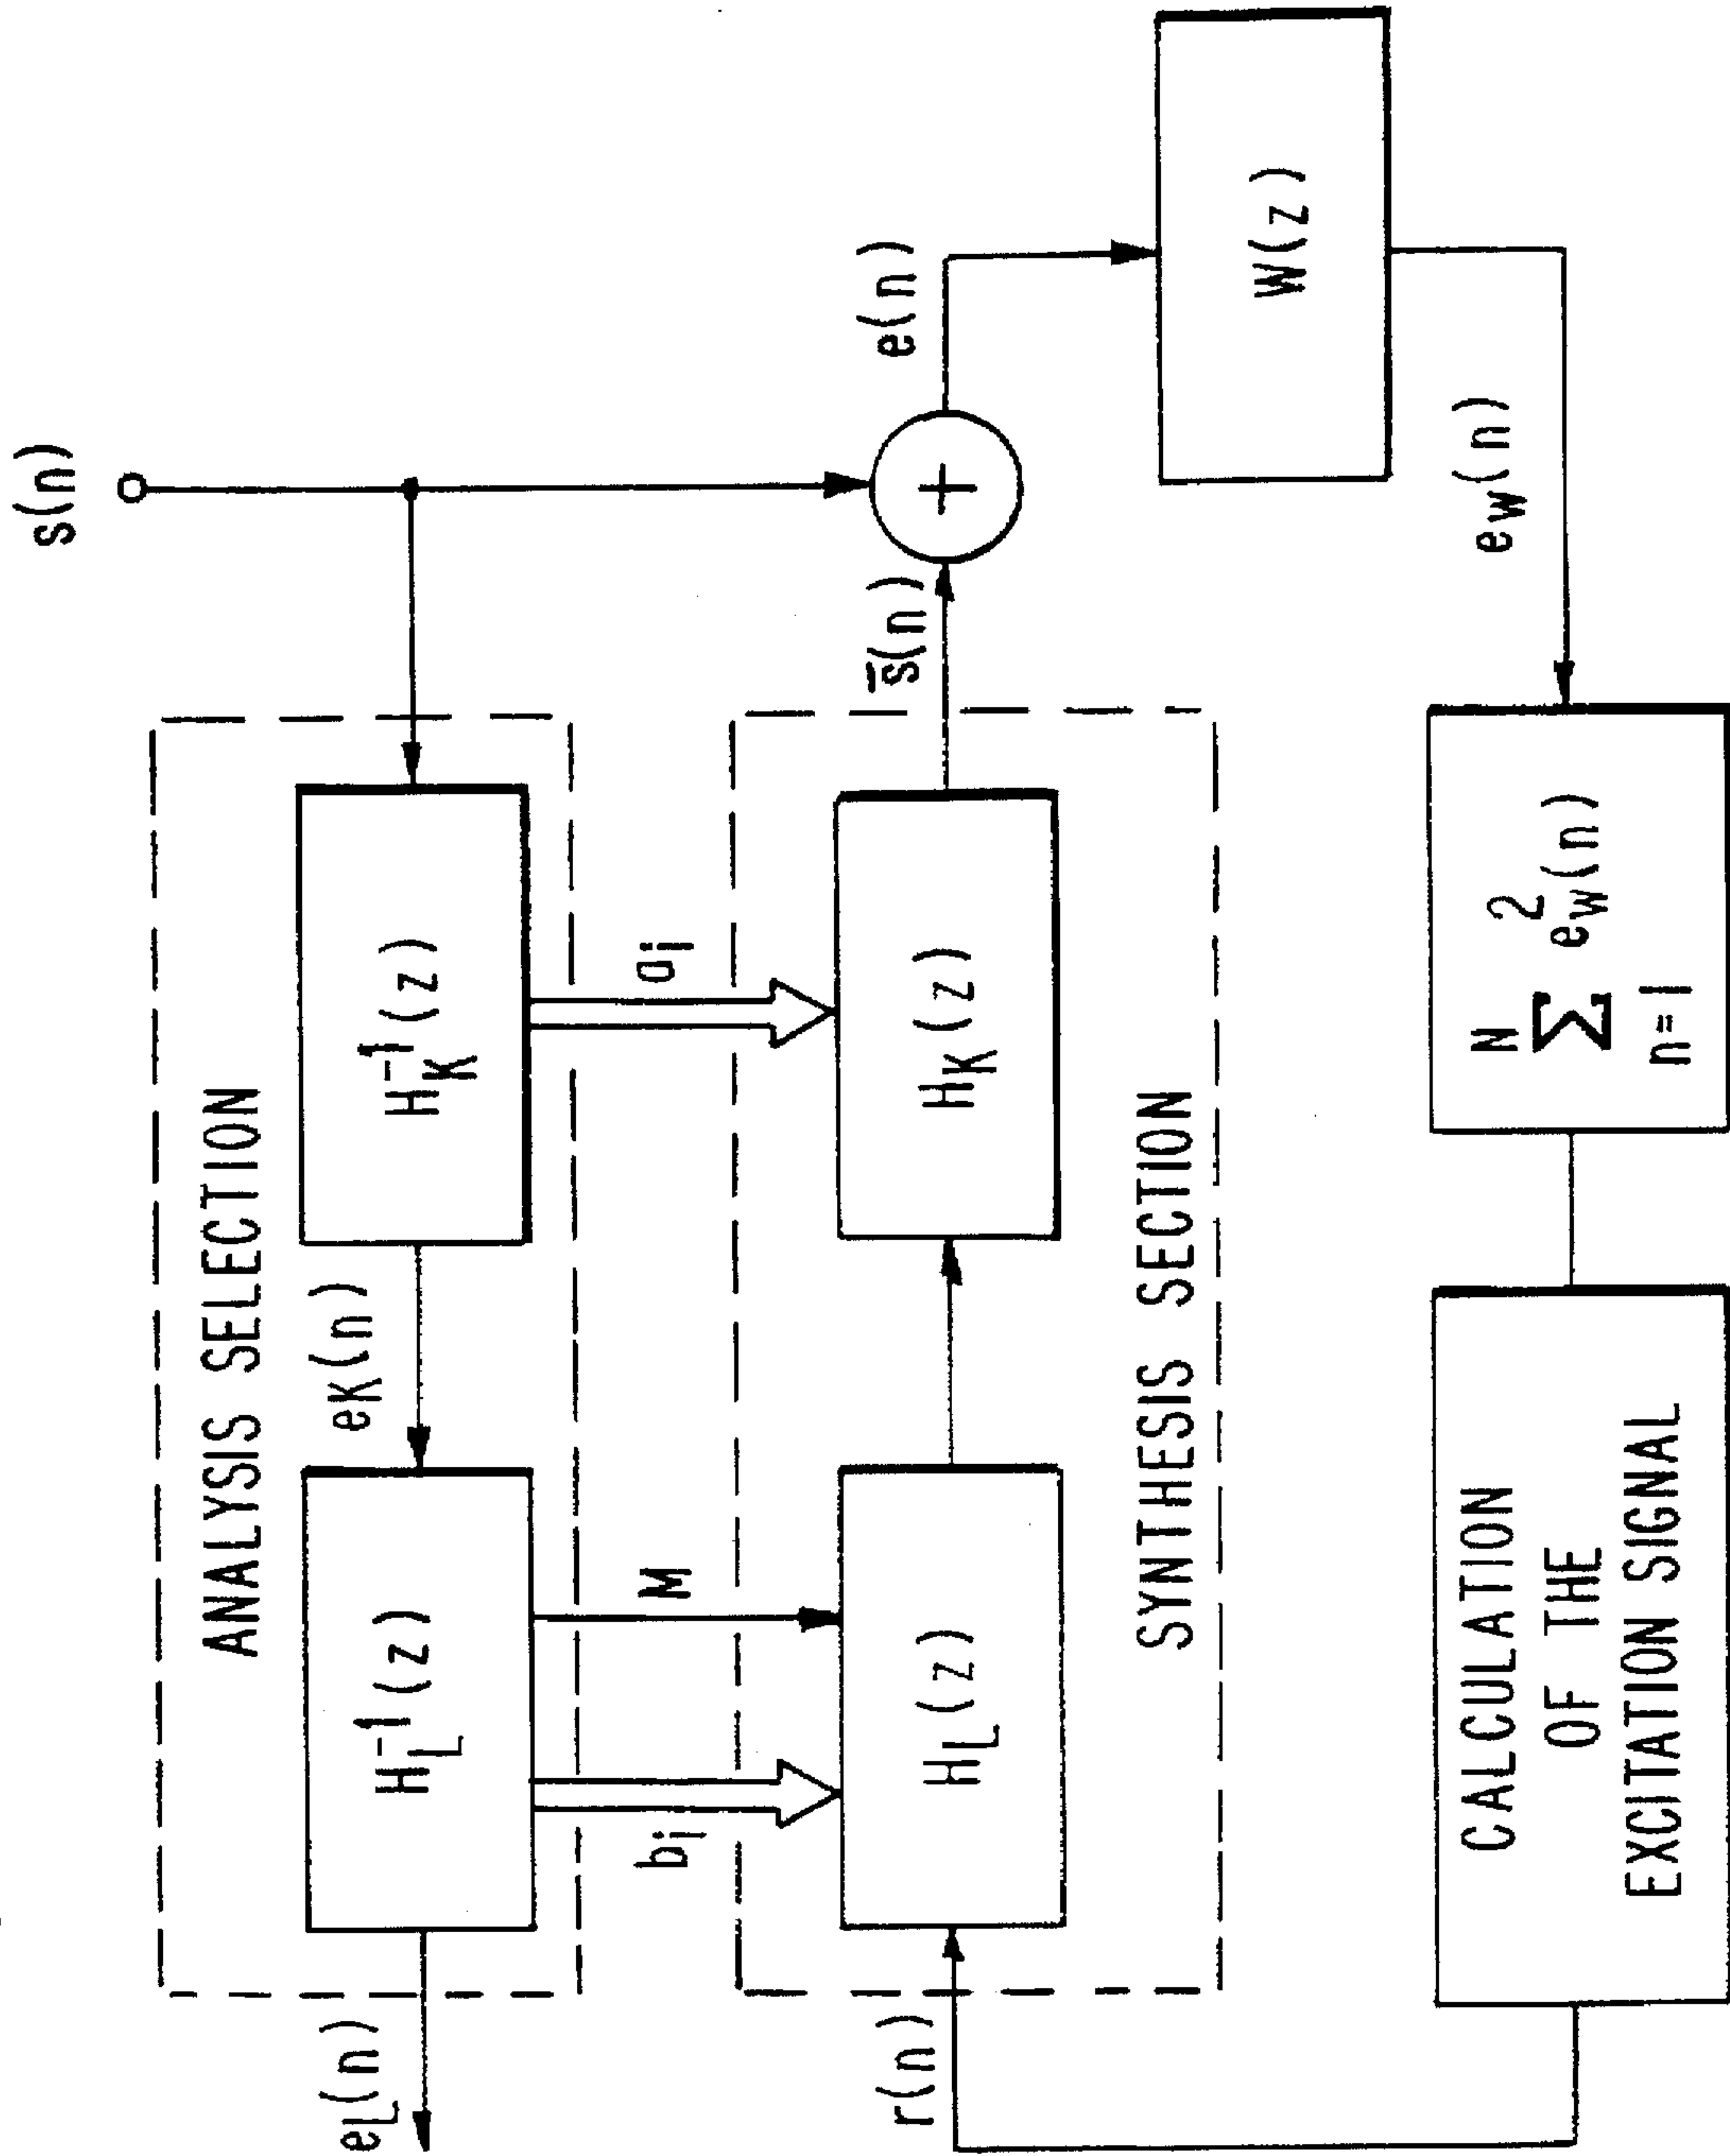 s(n)
ANALYSIS SELECTION
e_L(n)
H_L^-1(z)
e_K(n)
H_K^-1(z)
b_i
M
a_i
r(n)
H_L(z)
H_K(z)
s̅(n)
+
e(n)
SYNTHESIS SECTION
W(z)
e_W(n)
CALCULATION
OF THE
EXCITATION SIGNAL
N
∑ e_W^2(n)
n=1